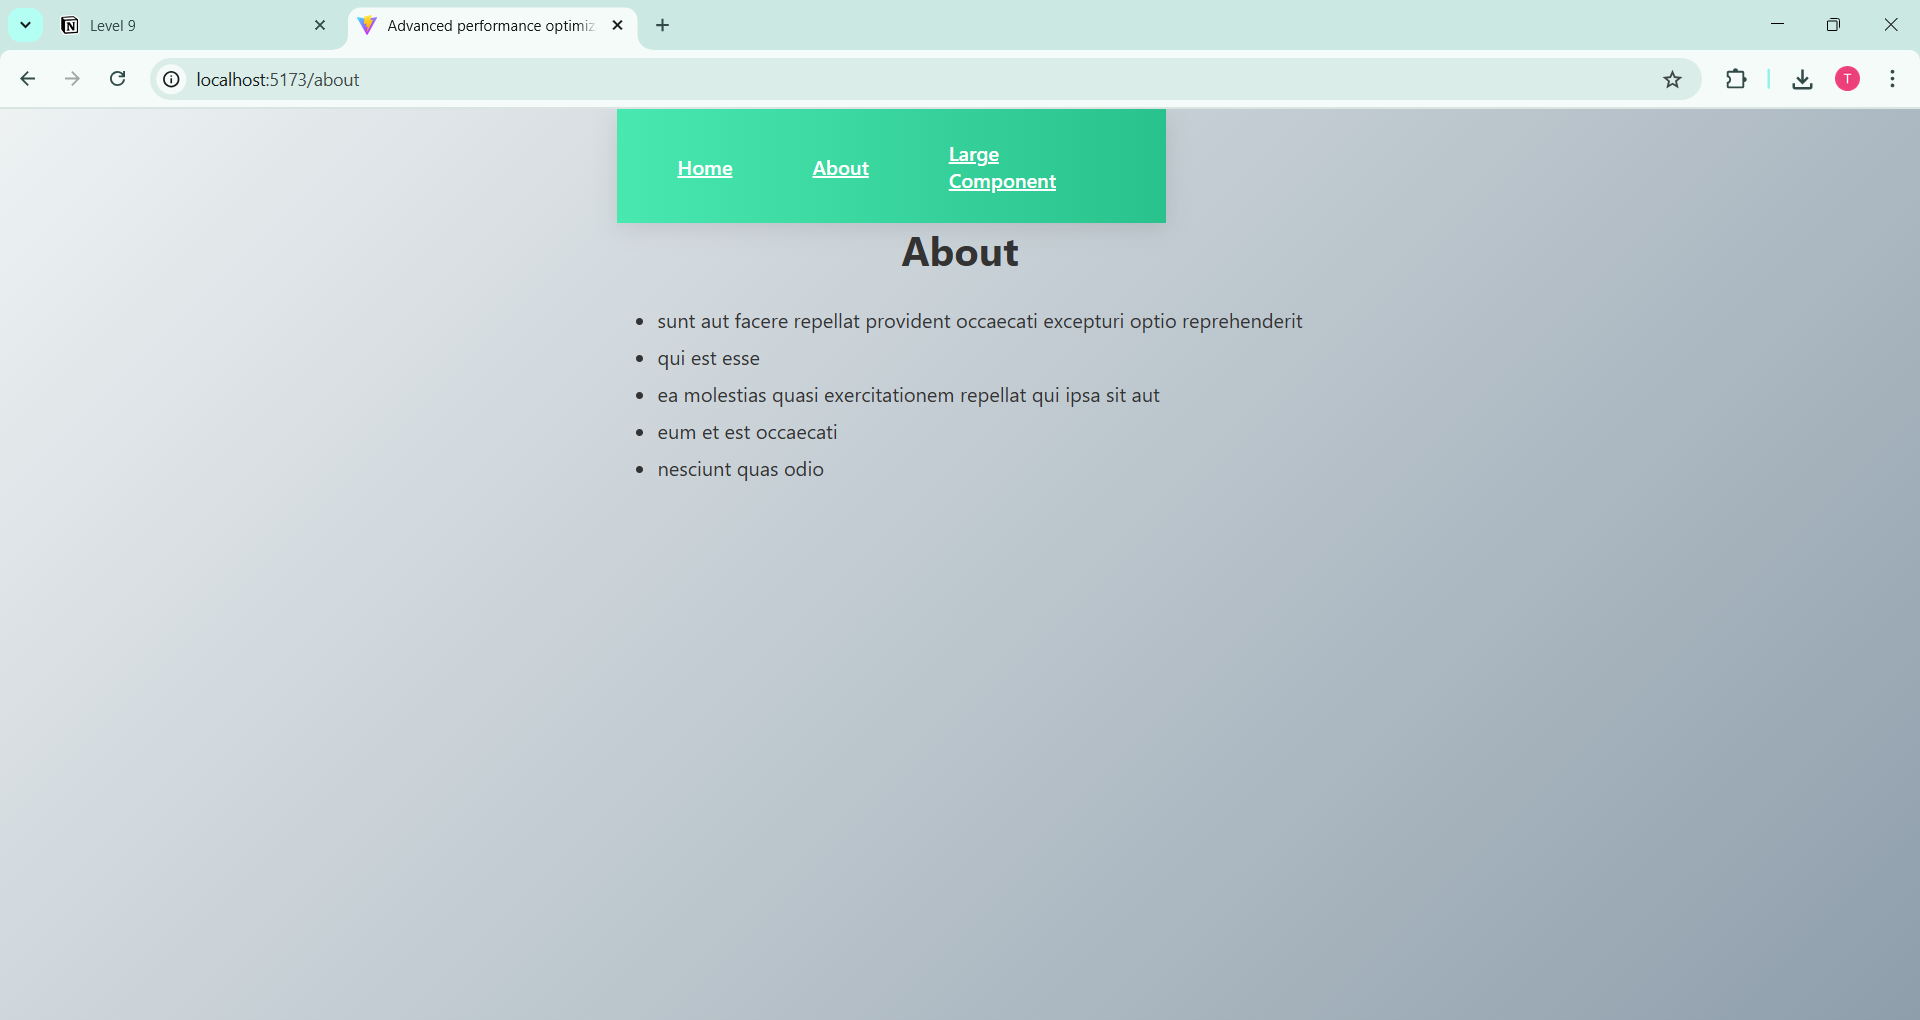 Level 9
Advanced performance optimiz
localhost:5173/about
T
Home
About
Large
Component
About
sunt aut facere repellat provident occaecati excepturi optio reprehenderit
qui est esse
ea molestias quasi exercitationem repellat qui ipsa sit aut
eum et est occaecati
nesciunt quas odio